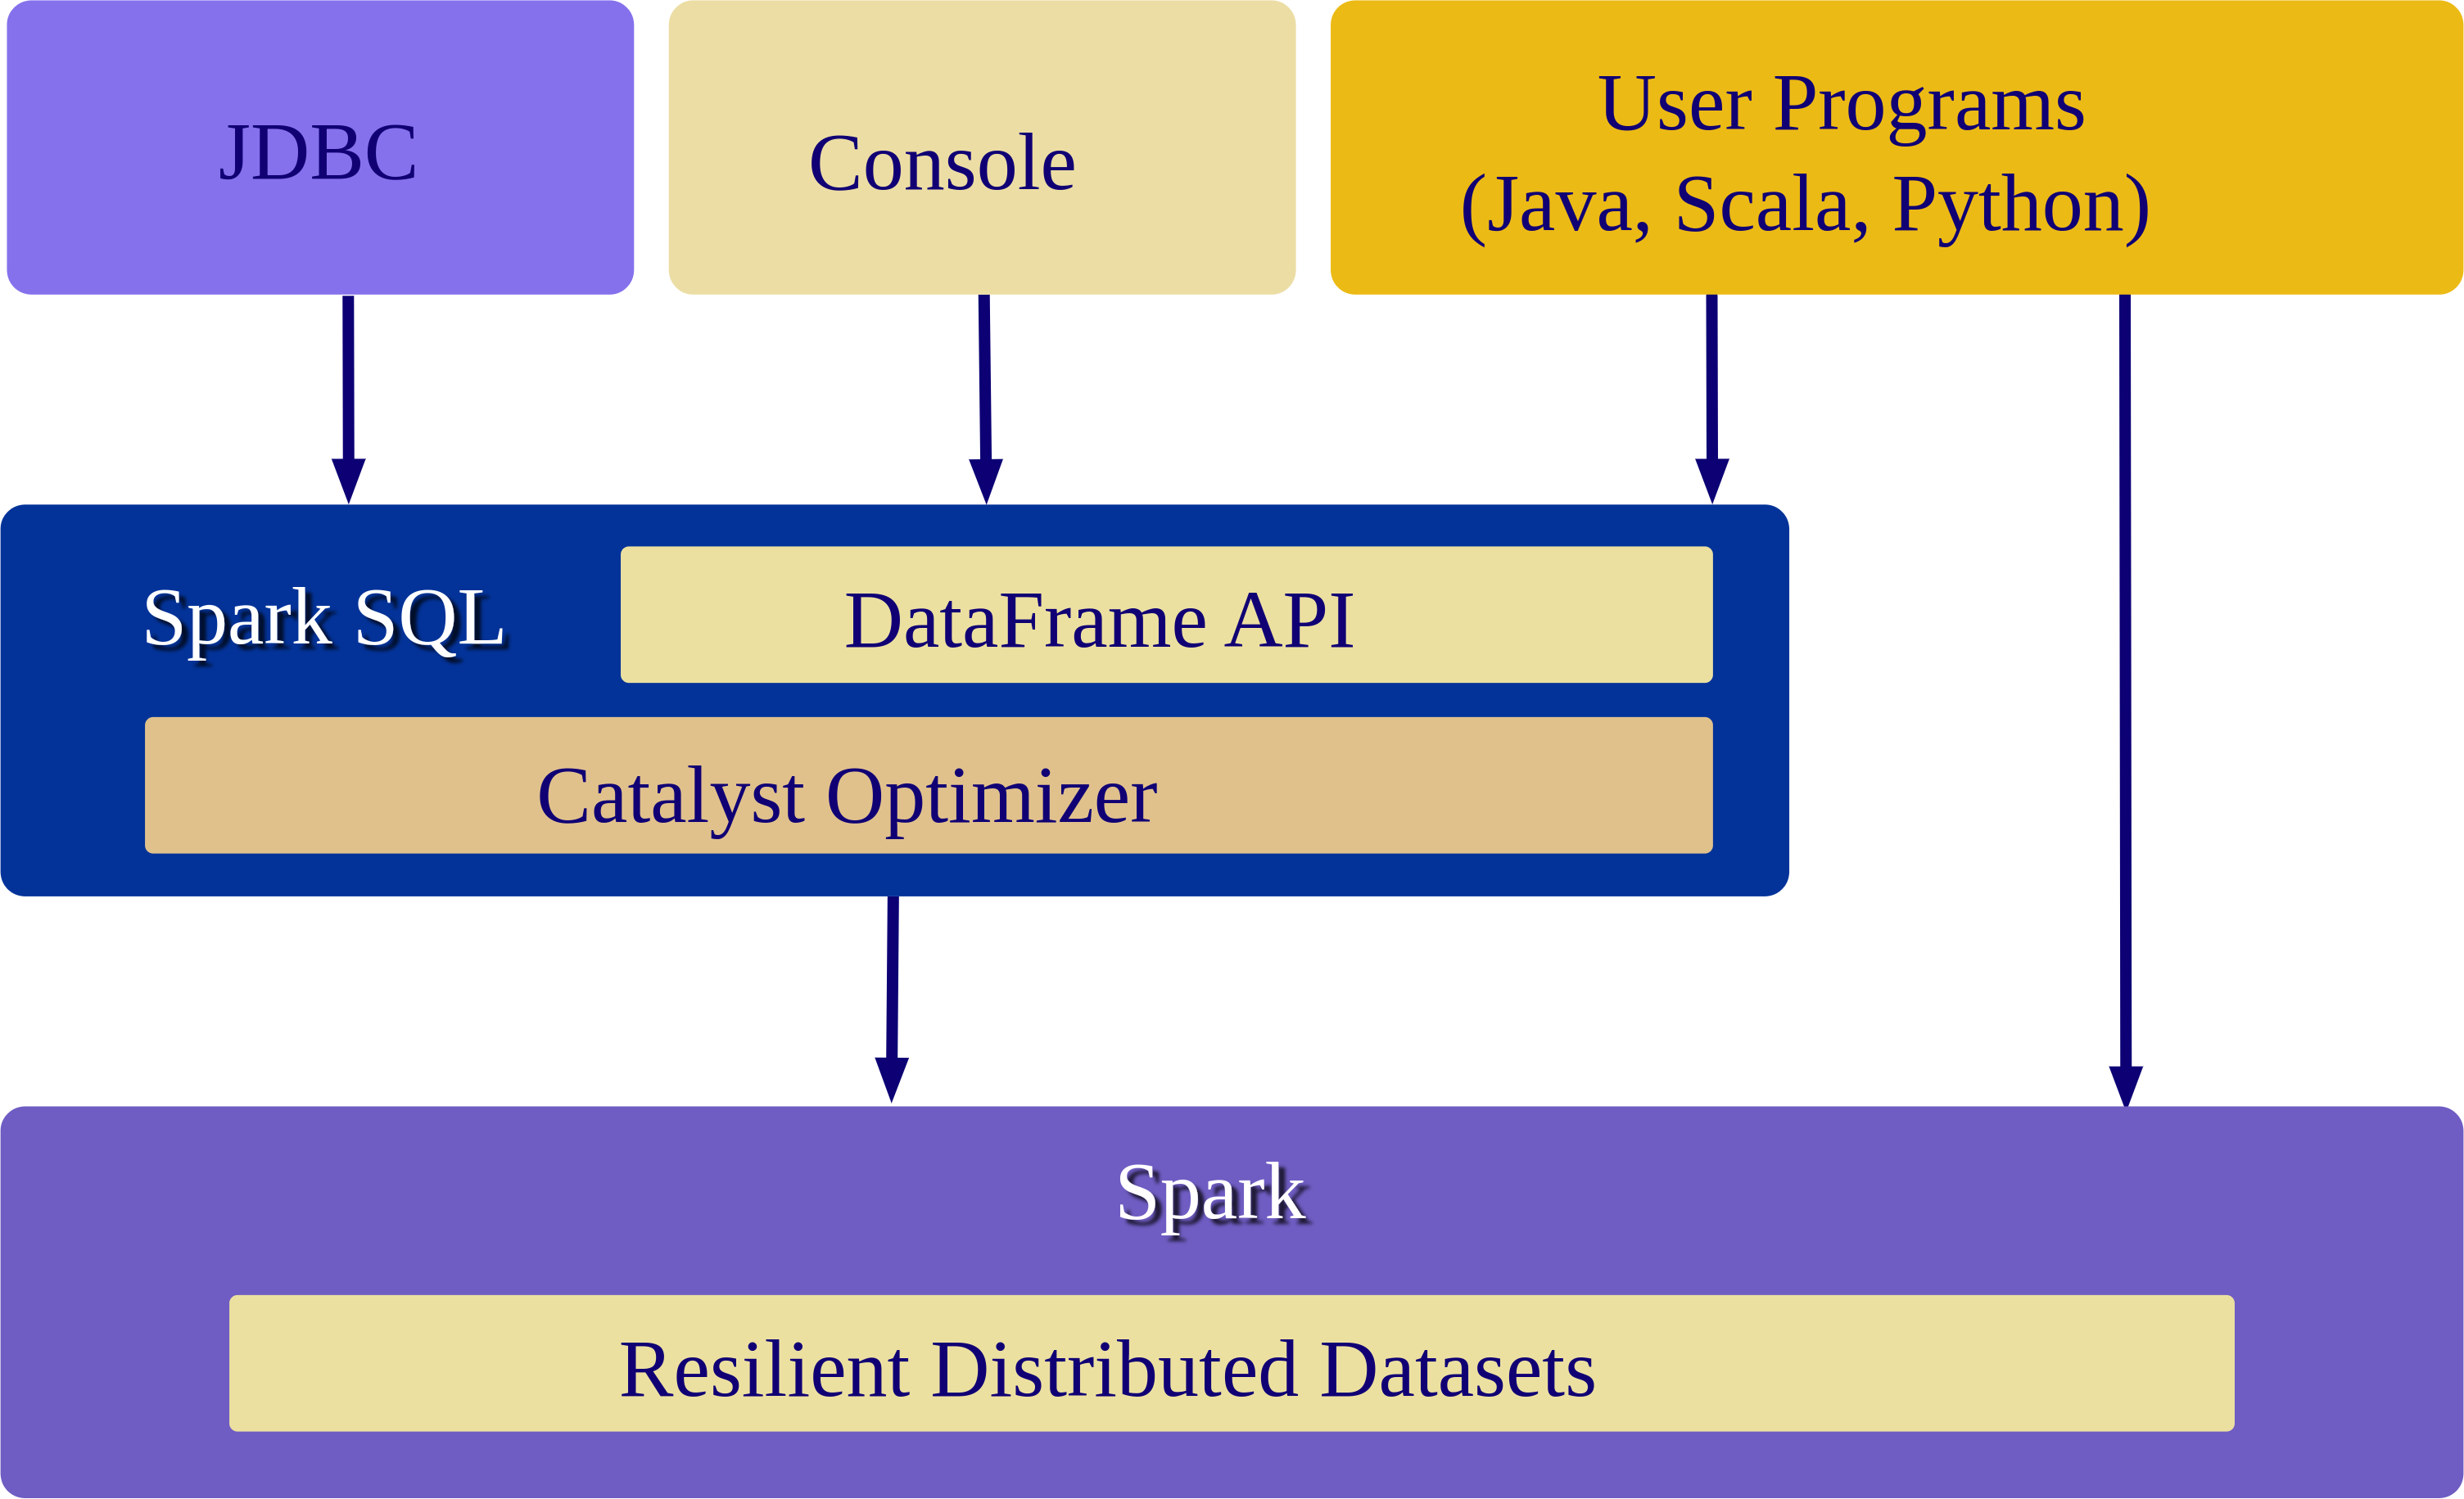 JDBC
Console
User Programs
(Java, Scala, Python)
Spark SQL
DataFrame API
Catalyst Optimizer
Spark
Resilient Distributed Datasets